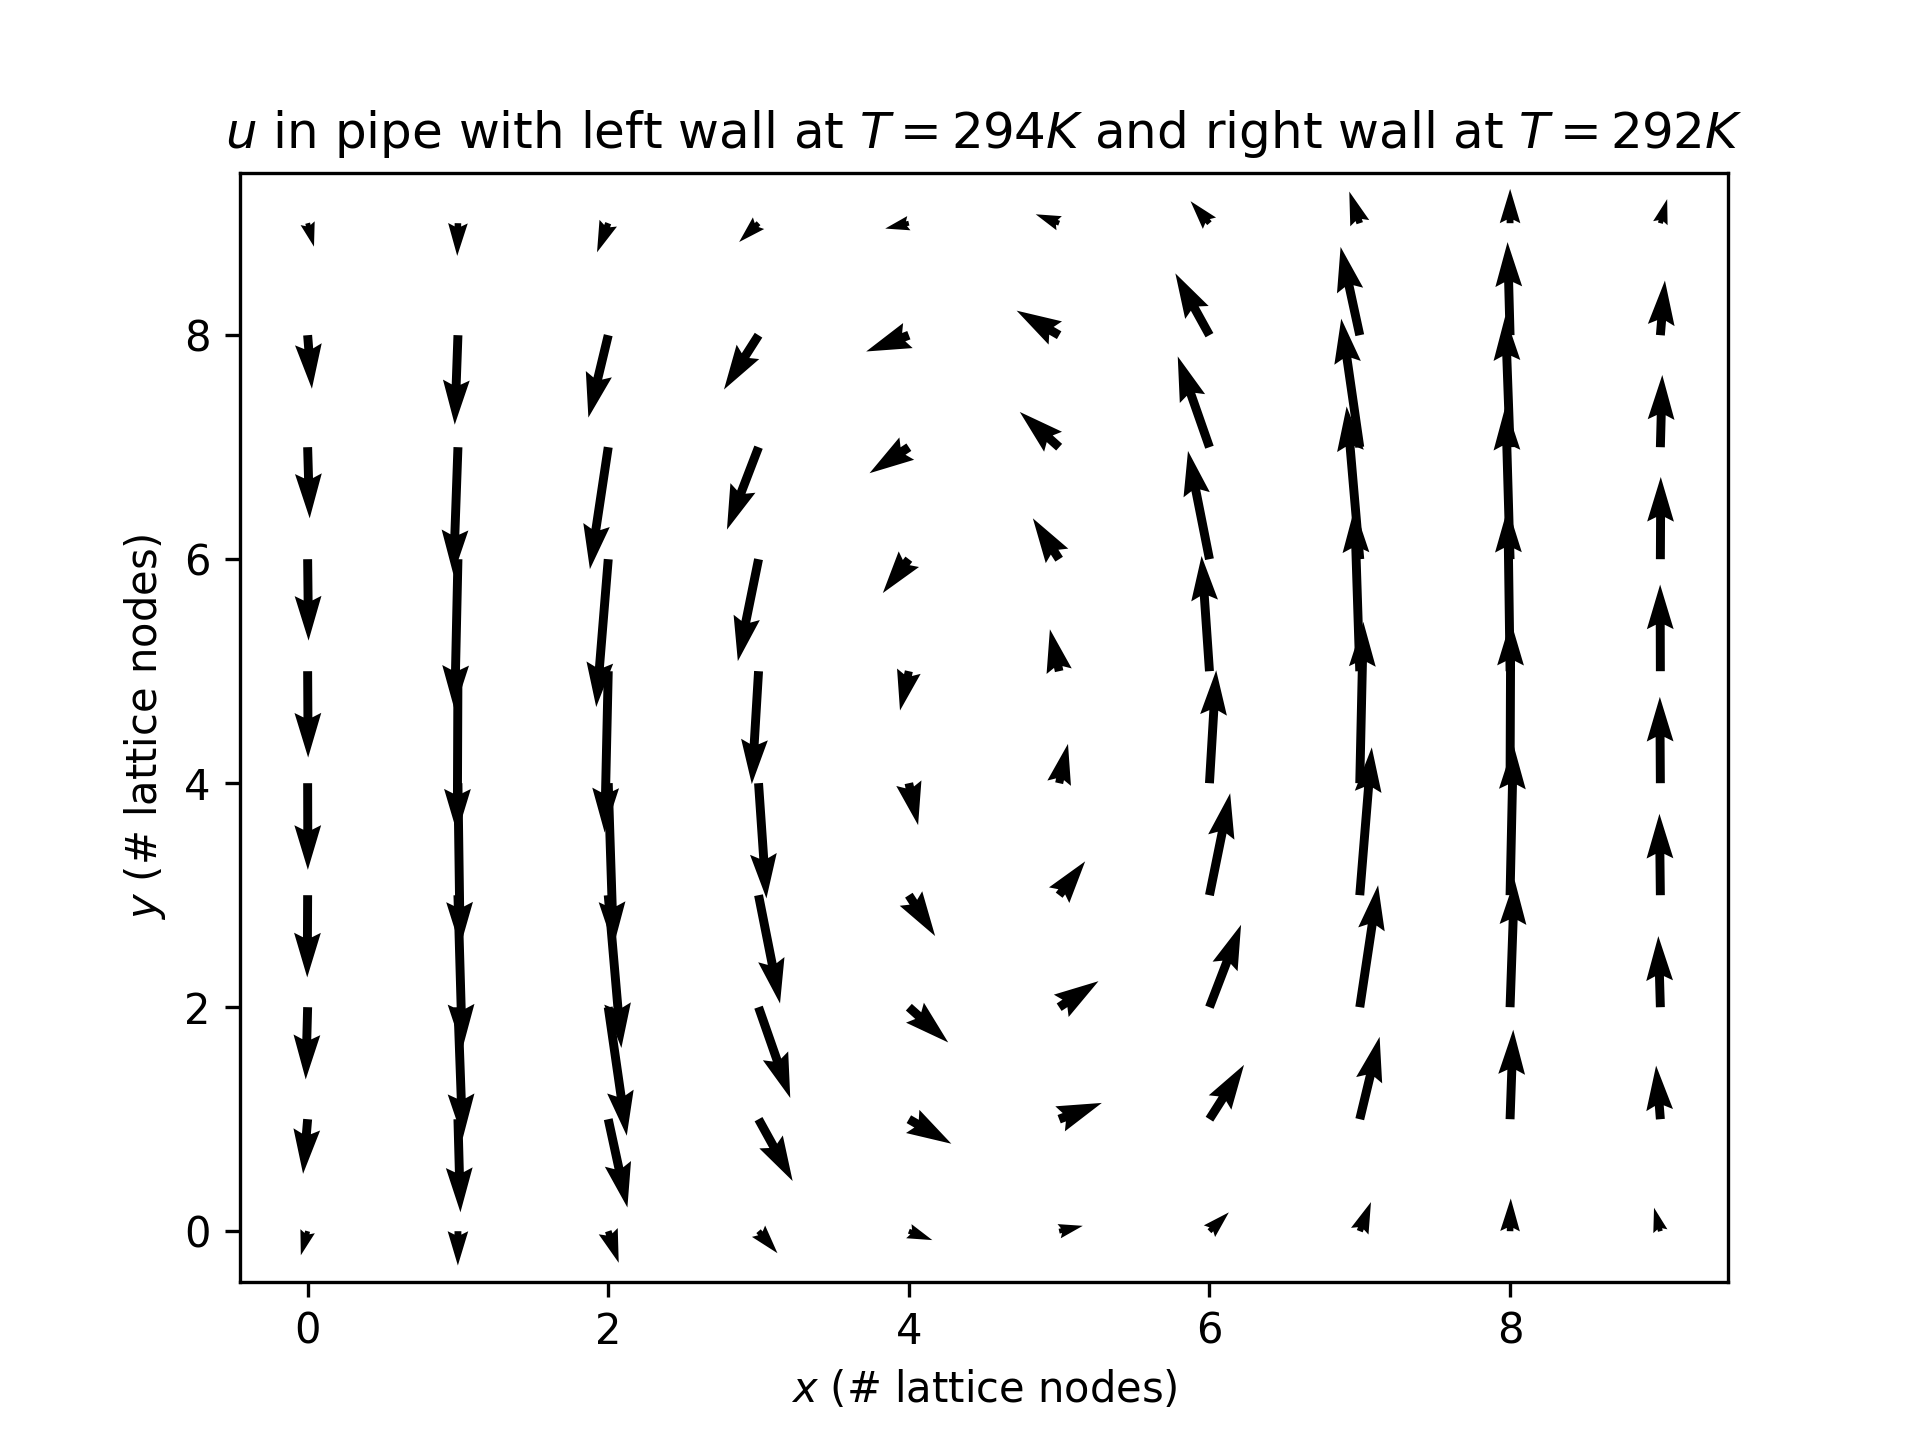 u in pipe with left wall at T = 294K and right wall at T = 292K
y (# lattice nodes)
8
6
4
2
0
0 2 4 6 8
x (# lattice nodes)